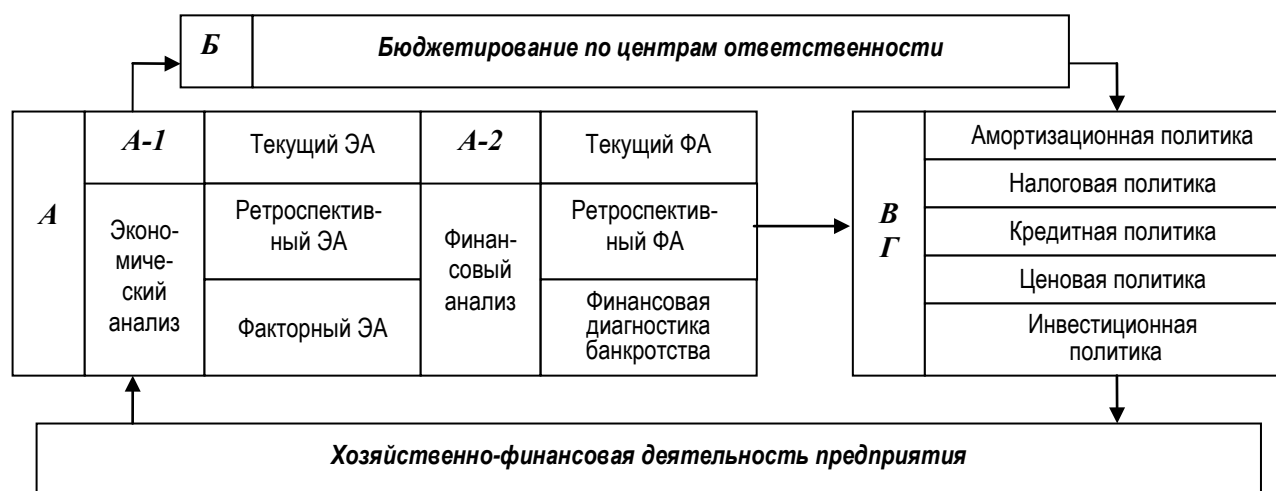 Б
Бюджетирование по центрам ответственности
А
А-1
Эконо-
миче-
ский
анализ
Текущий ЭА
Ретроспектив-
ный ЭА
Факторный ЭА
А-2
Финан-
совый
анализ
Текущий ФА
Ретроспектив-
ный ФА
Финансовая
диагностика
банкротства
В
Г
Амортизационная политика
Налоговая политика
Кредитная политика
Ценовая политика
Инвестиционная
политика
Хозяйственно-финансовая деятельность предприятия